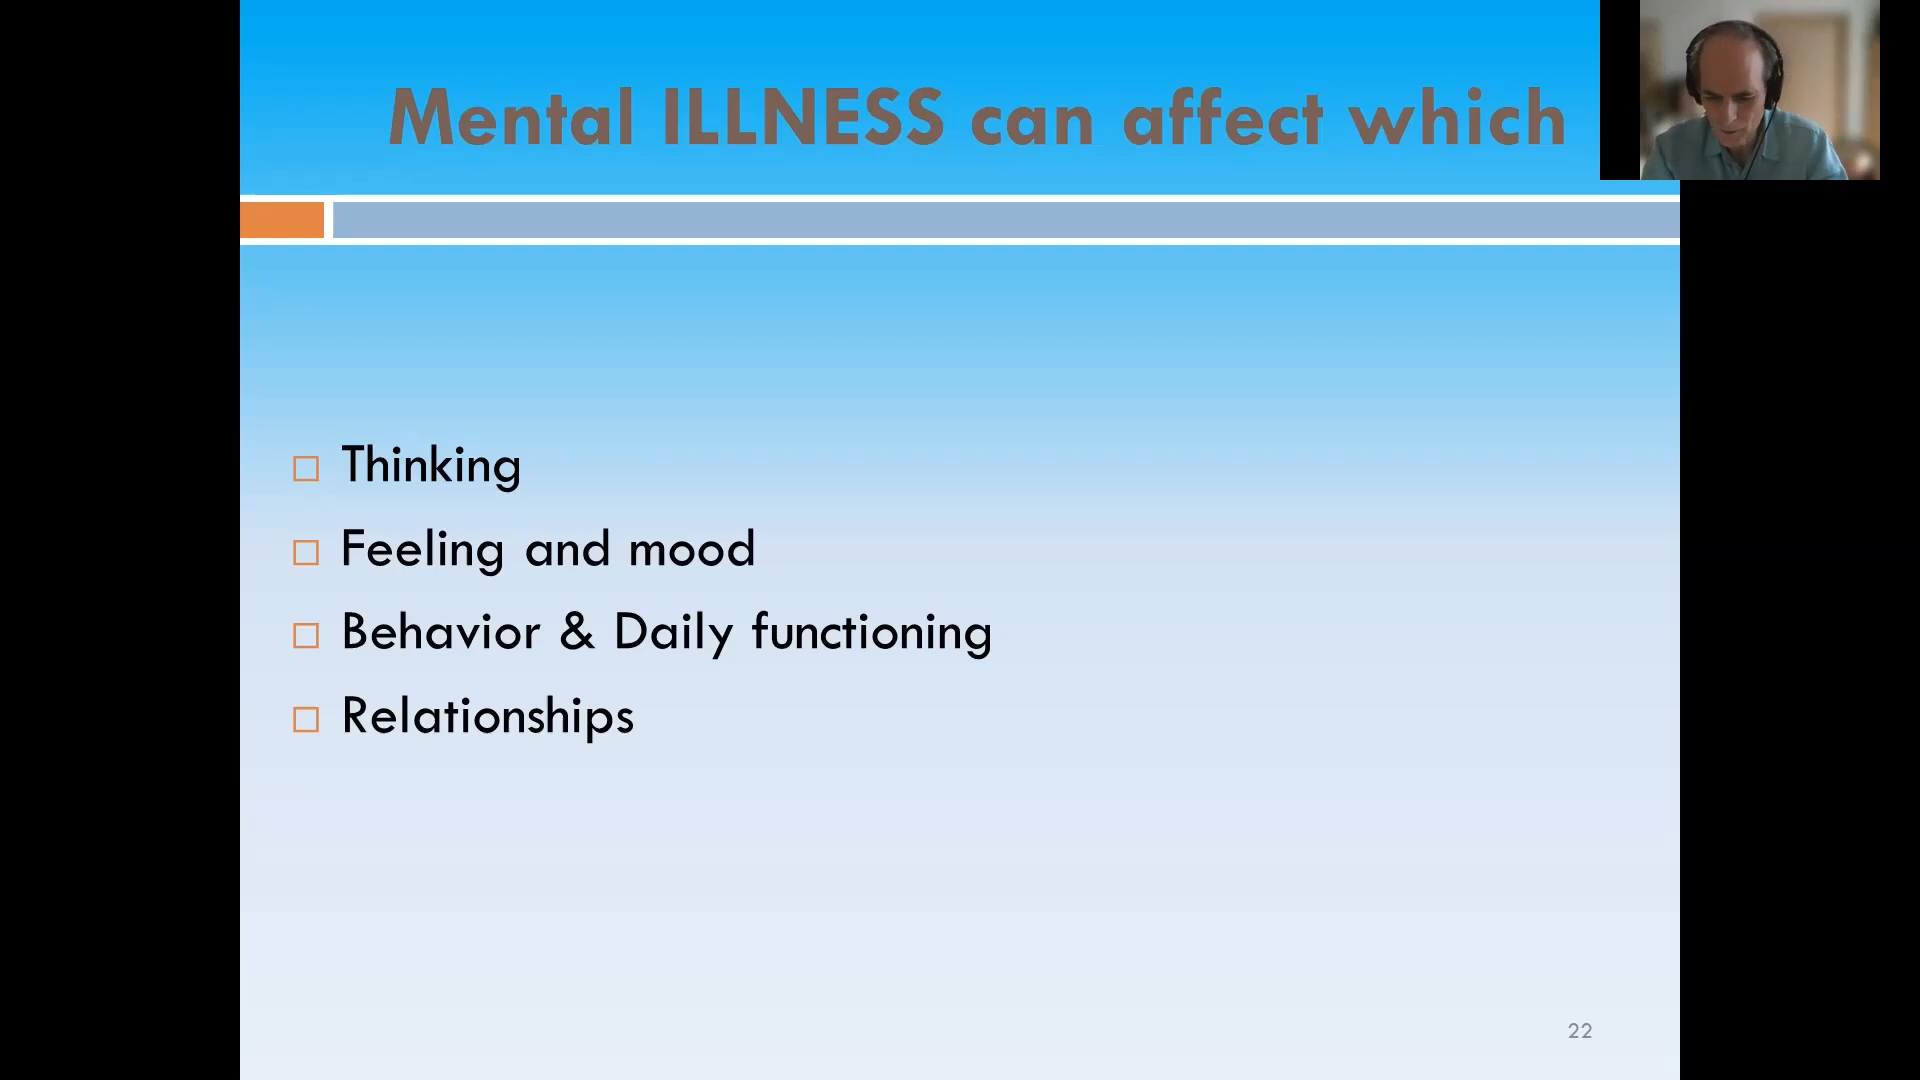 Mental ILLNESS can affect which
Thinking
Feeling and mood
Behavior & Daily functioning
Relationships
22